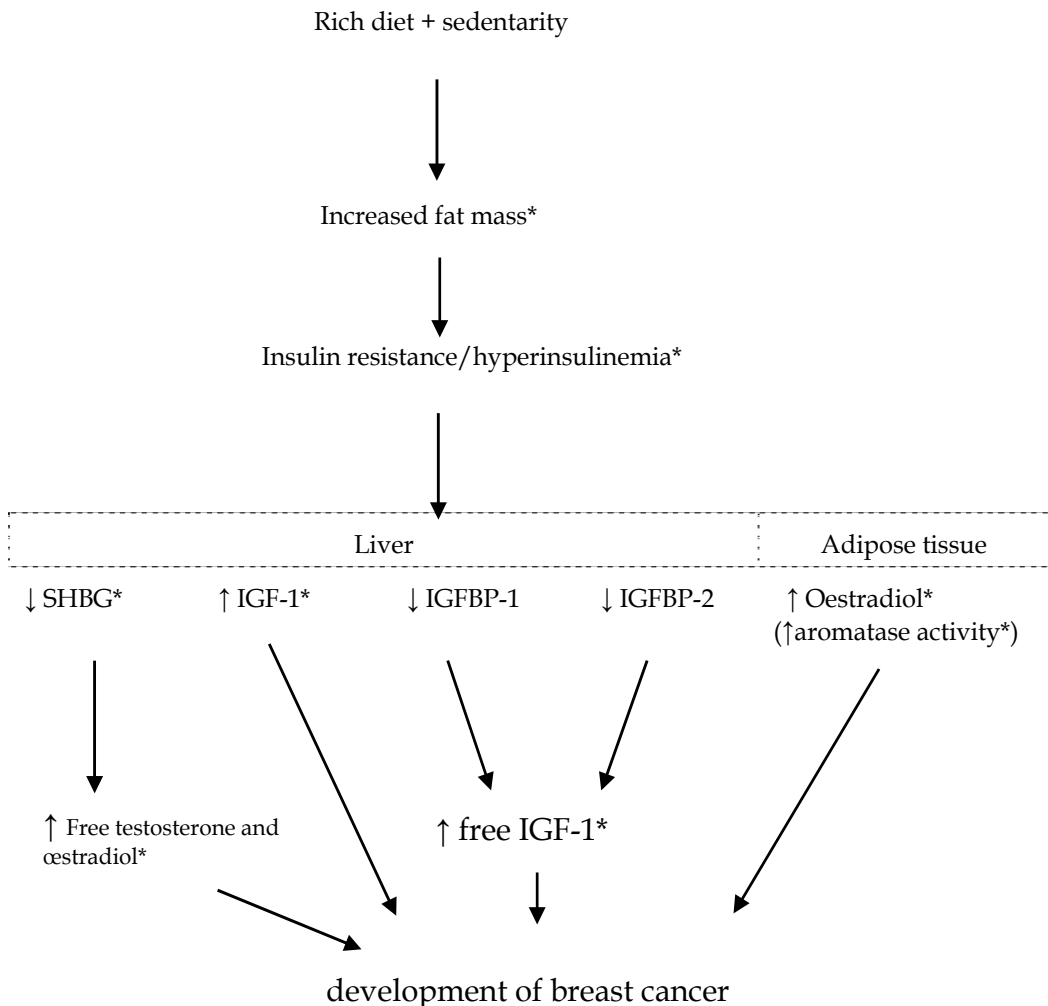 Rich diet + sedentarity
Increased fat mass*
Insulin resistance/hyperinsulinemia*
Liver Adipose tissue
↓ SHBG* ↑ IGF-1* ↓ IGFBP-1 ↓ IGFBP-2 ↑ Oestradiol*
(↑aromatase activity*)
↑ Free testosterone and
œstradiol*
↑ free IGF-1*
development of breast cancer